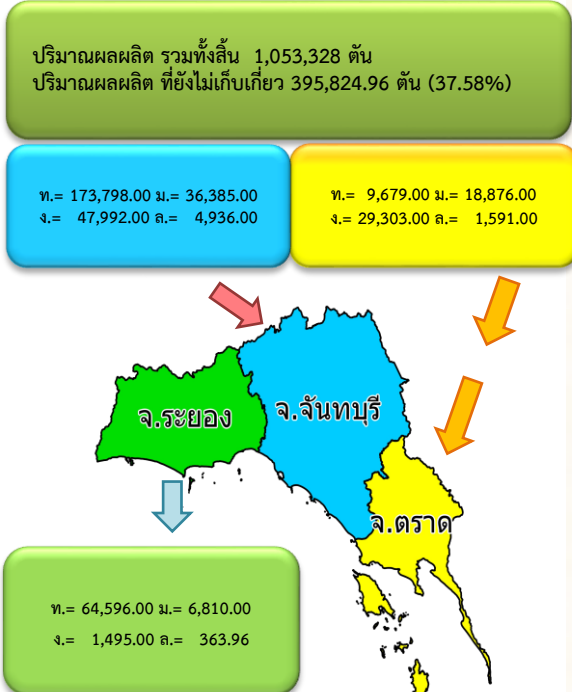 ปริมาณผลผลิต รวมทั้งสิ้น 1,053,328 ตัน
ปริมาณผลผลิต ที่ยังไม่เก็บเกี่ยว 395,824.96 ตัน (37.58%)
ท.= 173,798.00 ม.= 36,385.00
ง.= 47,992.00 ล.= 4,936.00
ท.= 9,679.00 ม.= 18,876.00
ง.= 29,303.00 ล.= 1,591.00
จ.ระยอง
จ.จันทบุรี
จ.ตราด
ท.= 64,596.00 ม.= 6,810.00
ง.= 1,495.00 ล.= 363.96